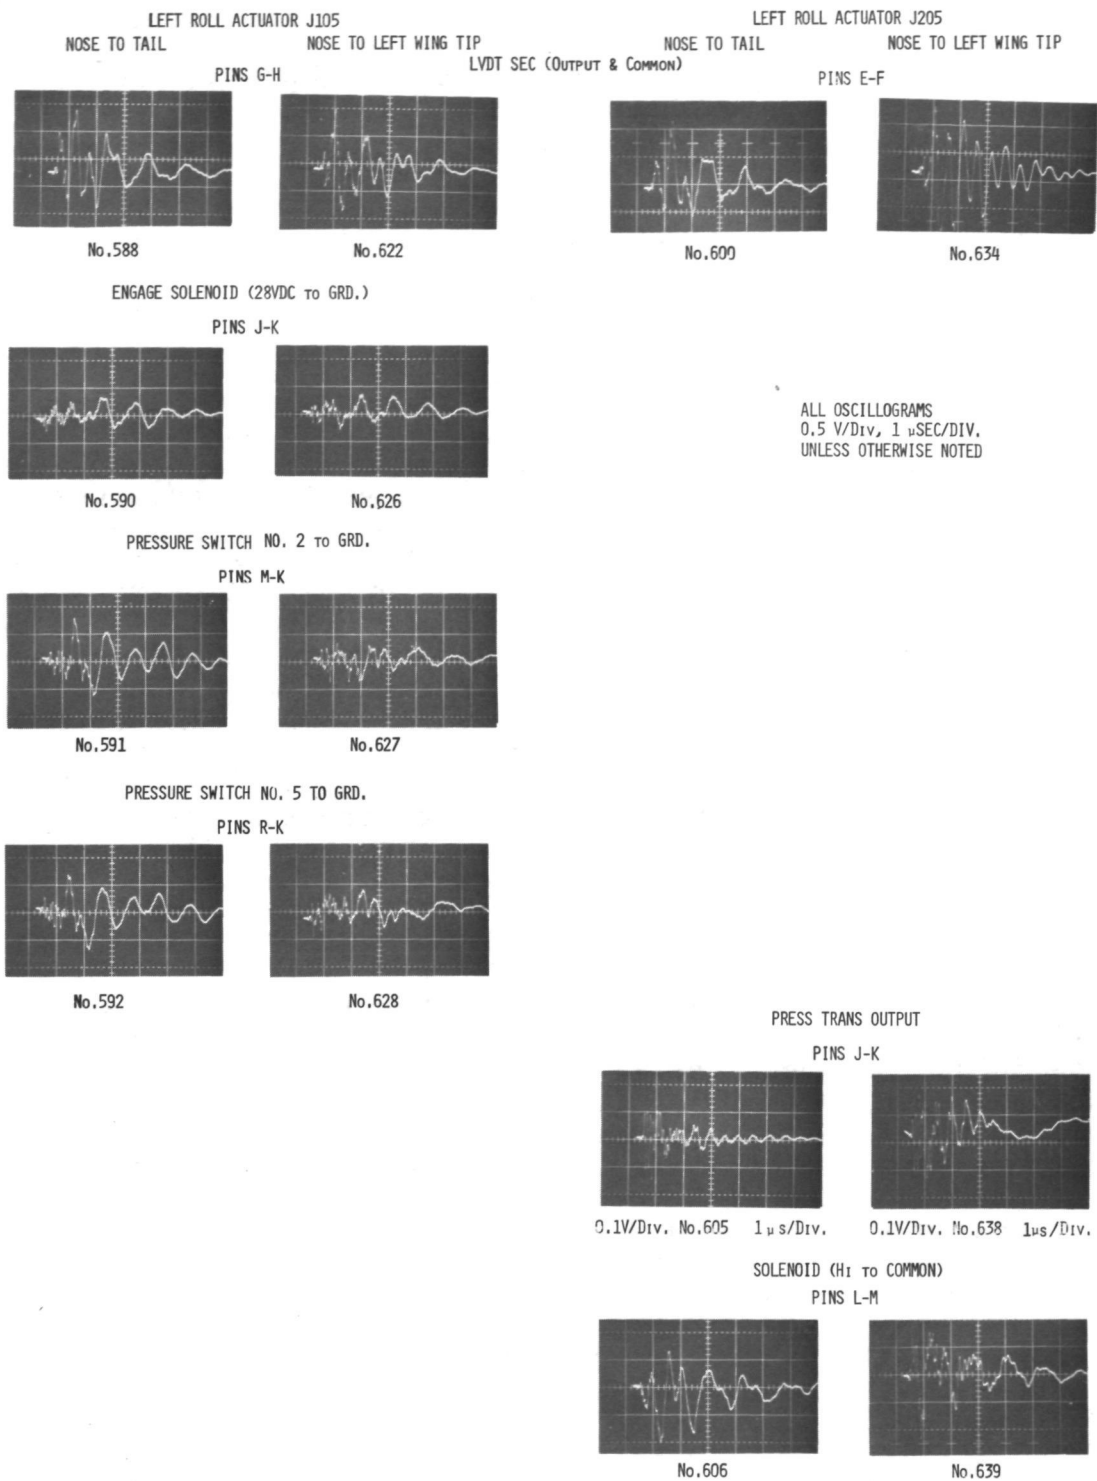 LEFT ROLL ACTUATOR J105
NOSE TO TAIL NOSE TO LEFT WING TIP
LEFT ROLL ACTUATOR J205
NOSE TO TAIL NOSE TO LEFT WING TIP
LVDT SEC (OUTPUT & COMMON)
PINS G-H
PINS E-F
No.588
No.622
No.600
No.634
ENGAGE SOLENOID (28VDC TO GRD.)
PINS J-K
No.590
No.626
ALL OSCILLOGRAMS
0.5 V/DIV, 1 μSEC/DIV.
UNLESS OTHERWISE NOTED
PRESSURE SWITCH NO. 2 TO GRD.
PINS M-K
No.591
No.627
PRESSURE SWITCH NO. 5 TO GRD.
PINS R-K
No.592
No.628
PRESS TRANS OUTPUT
PINS J-K
0.1V/DIV. No.605 1μs/DIV.
0.1V/DIV. No.638 1μs/DIV.
SOLENOID (HI TO COMMON)
PINS L-M
No.606
No.639